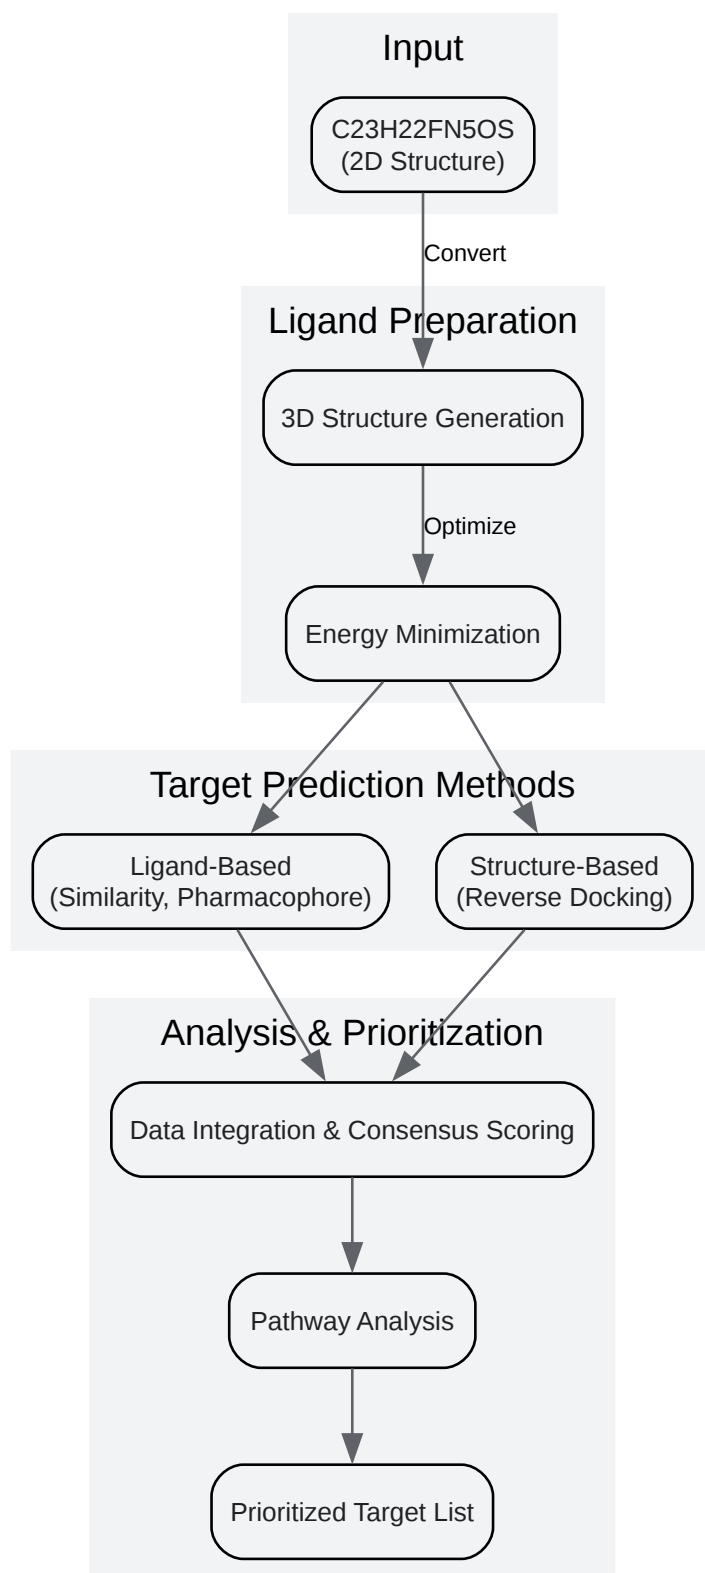 Input
C23H22FN5OS
(2D Structure)
Convert
Ligand Preparation
3D Structure Generation
Optimize
Energy Minimization
Target Prediction Methods
Ligand-Based
(Similarity, Pharmacophore)
Structure-Based
(Reverse Docking)
Analysis & Prioritization
Data Integration & Consensus Scoring
Pathway Analysis
Prioritized Target List